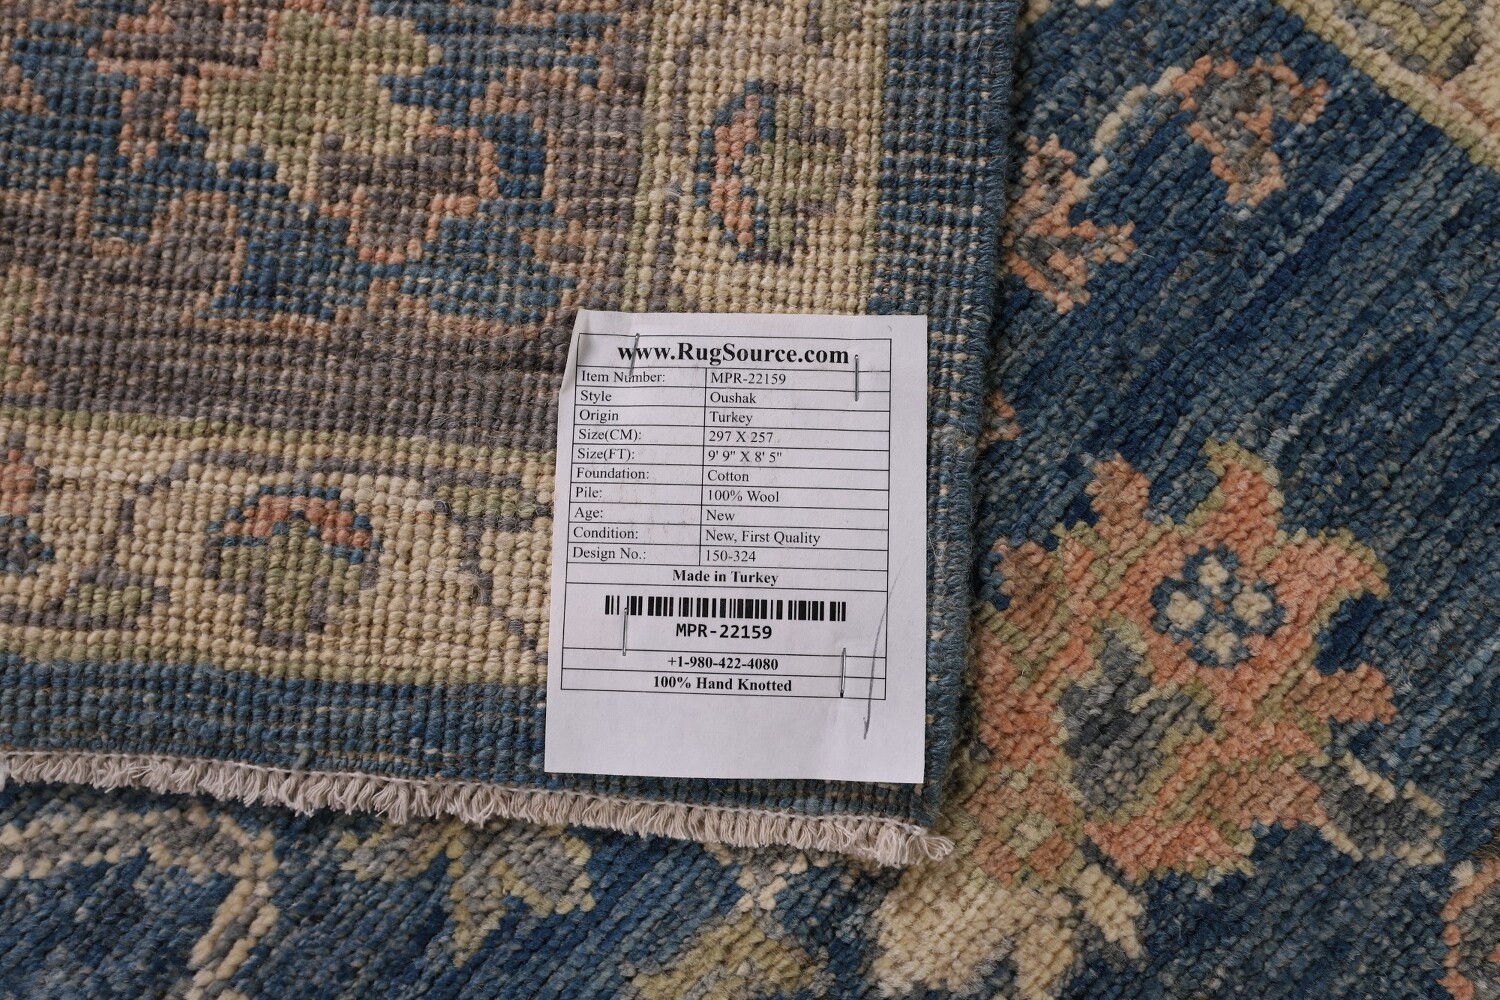 www.RugSource.com
Item Number: MPR-22159
Style Oushak
Origin Turkey
Size(CM): 297 X 257
Size(FT): 9' 9" X 8' 5"
Foundation: Cotton
Pile: 100% Wool
Age: New
Condition: New, First Quality
Design No.: 150-324
Made in Turkey
MPR-22159
+1-980-422-4080
100% Hand Knotted